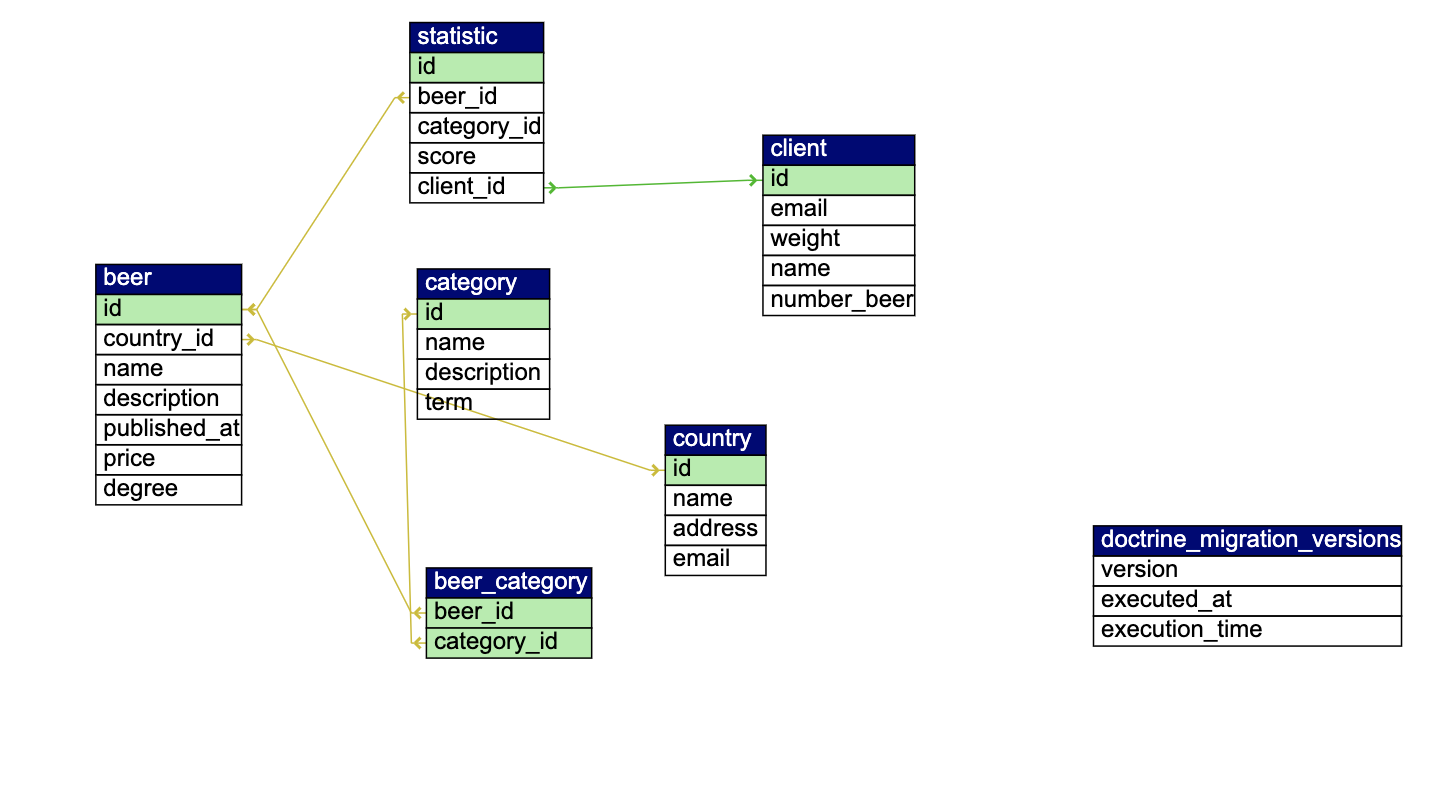 statistic
id
beer_id
category_id
score
client_id
client
id
email
weight
name
number_beer
beer
id
country_id
name
description
published_at
price
degree
category
id
name
description
term
country
id
name
address
email
beer_category
beer_id
category_id
doctrine_migration_versions
version
executed_at
execution_time